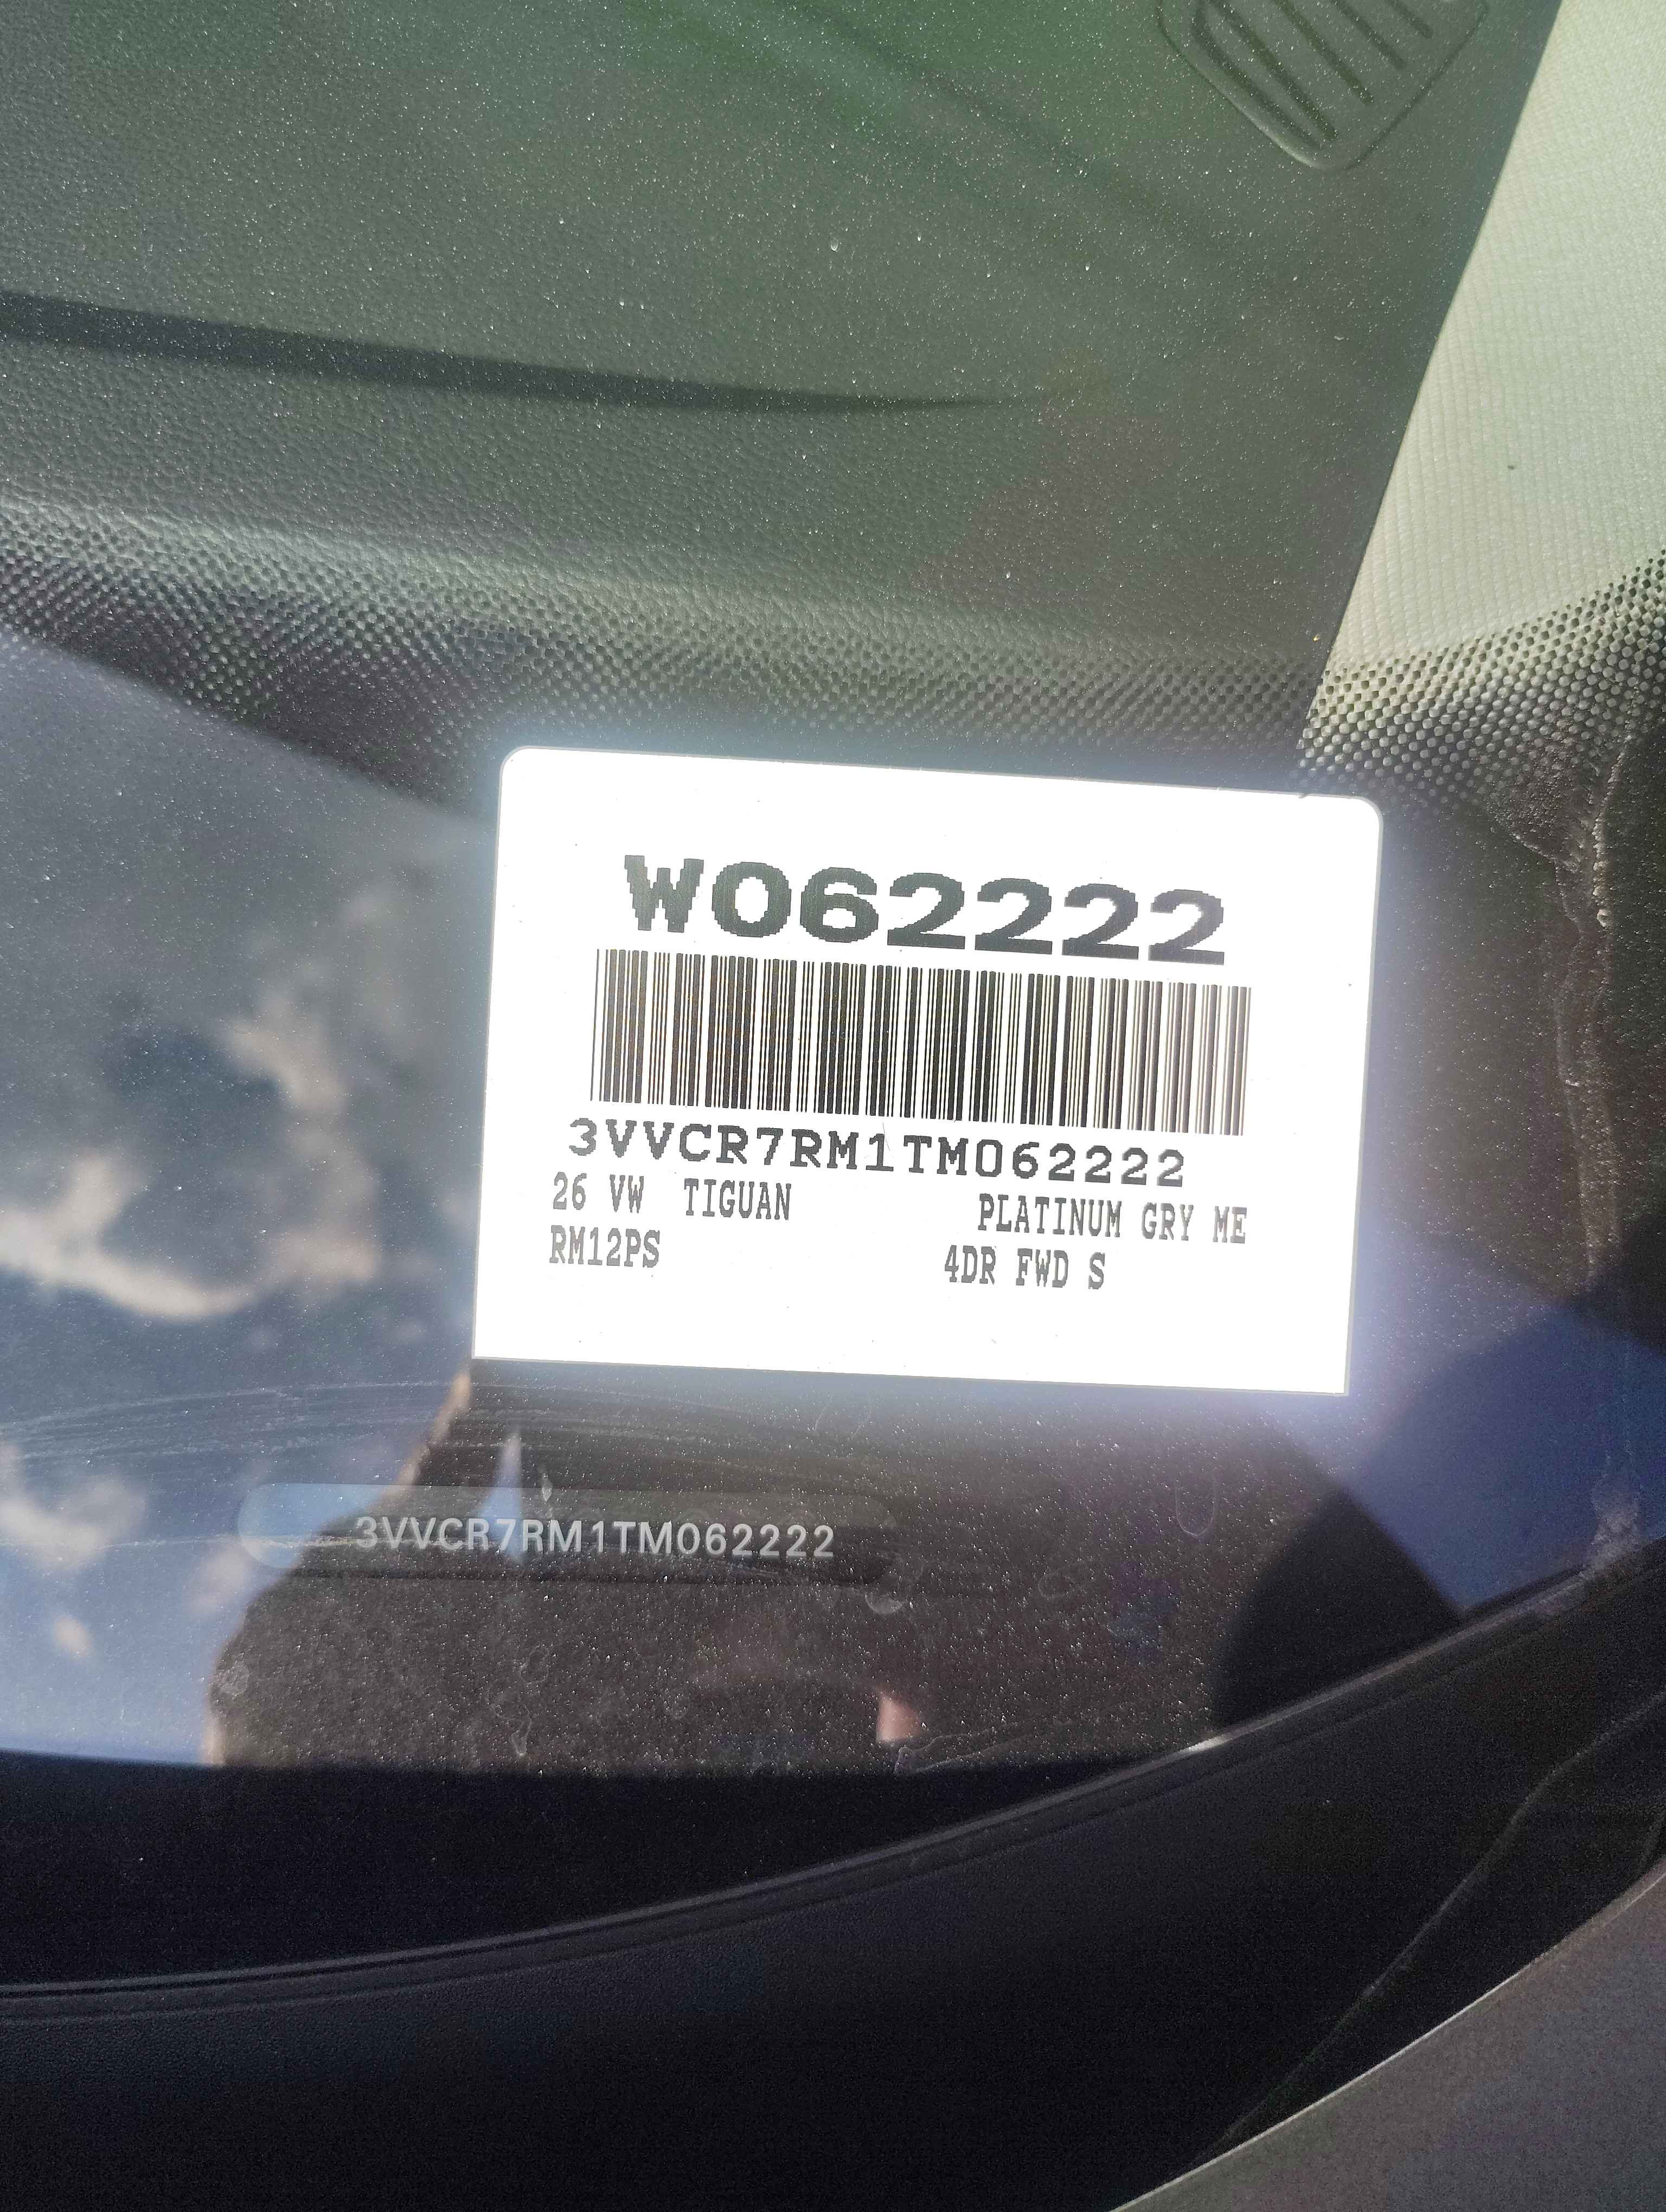 W062222
3VVCR7RM1TM062222
26 VW TIGUAN PLATINUM GRY ME
RM12PS 4DR FWD S
3VVCR7RM1TM062222